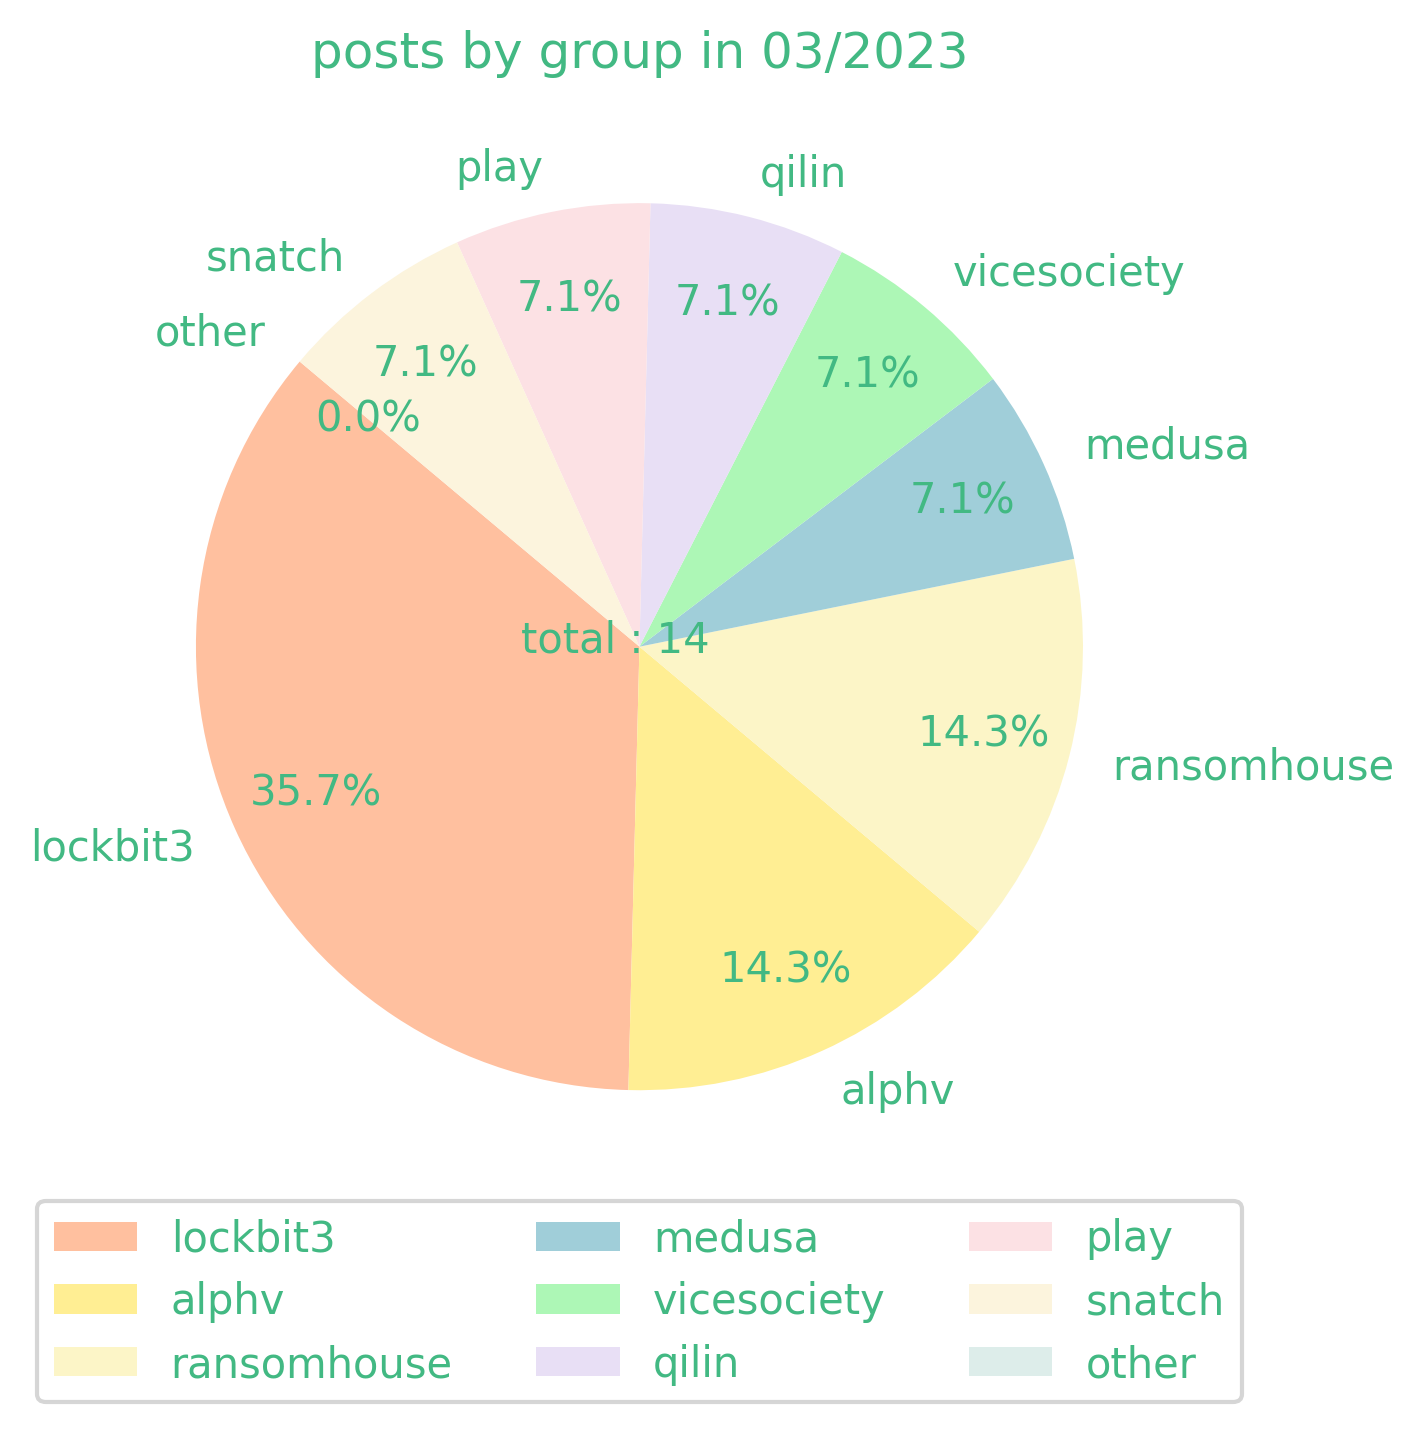 posts by group in 03/2023
play
qilin
snatch
vicesociety
other
7.1%
7.1%
7.1%
7.1%
0.0%
medusa
7.1%
total : 14
14.3%
ransomhouse
35.7%
lockbit3
14.3%
alphv
lockbit3
alphv
ransomhouse
medusa
vicesociety
qilin
play
snatch
other